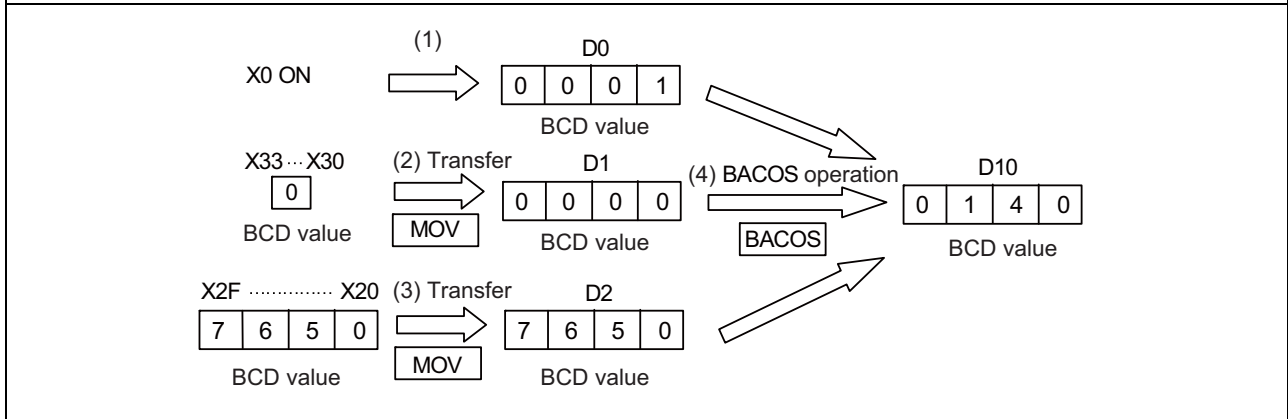 (1)
D0
X0 ON
0 0 0 1
BCD value
X33 ··· X30
(2) Transfer
D1
(4) BACOS operation
D10
0
0 0 0 0
0 1 4 0
MOV
BACOS
BCD value
BCD value
BCD value
X2F ·············· X20
(3) Transfer
D2
7 6 5 0
7 6 5 0
MOV
BCD value
BCD value